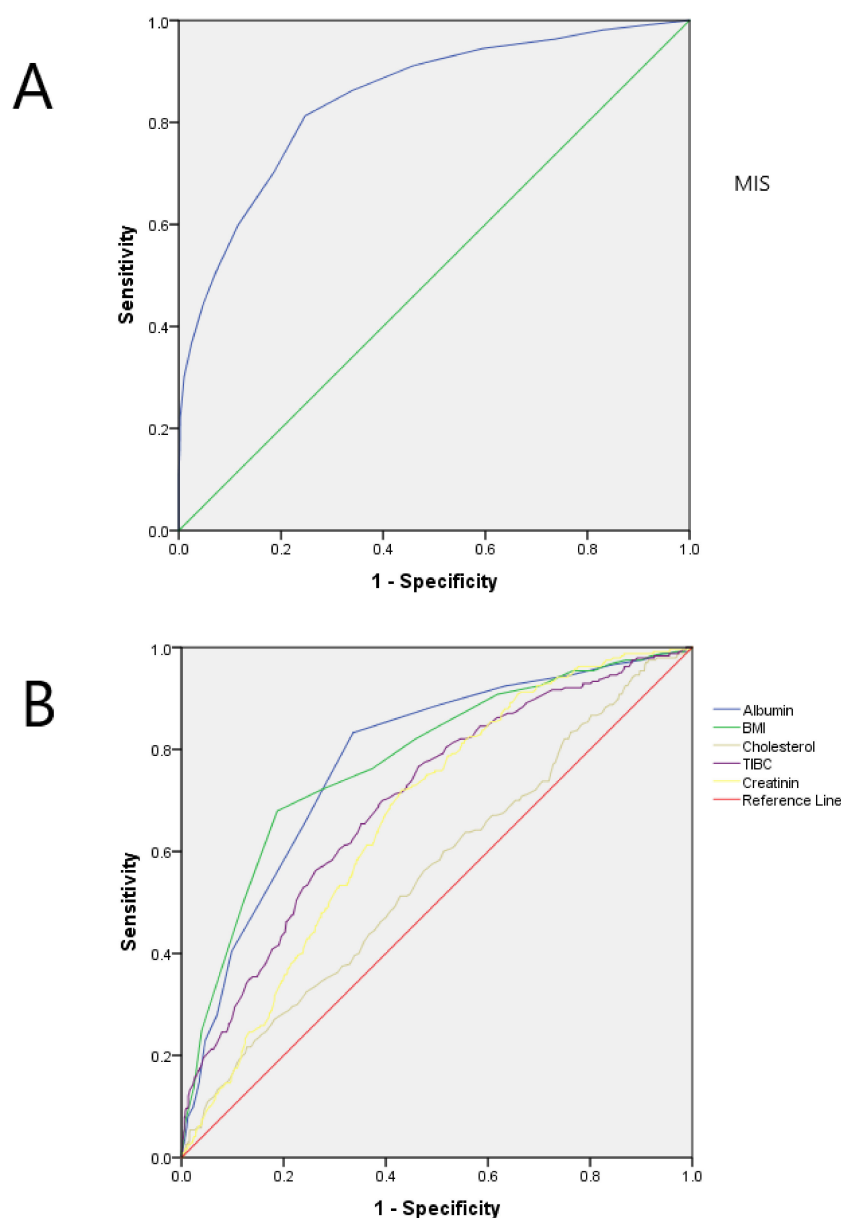 A
1.0
0.8
0.6
0.4
0.2
0.0
Sensitivity
0.0 0.2 0.4 0.6 0.8 1.0
1 - Specificity
MIS
B
1.0
0.8
0.6
0.4
0.2
0.0
Sensitivity
0.0 0.2 0.4 0.6 0.8 1.0
1 - Specificity
Albumin
BMI
Cholesterol
TIBC
Creatinin
Reference Line